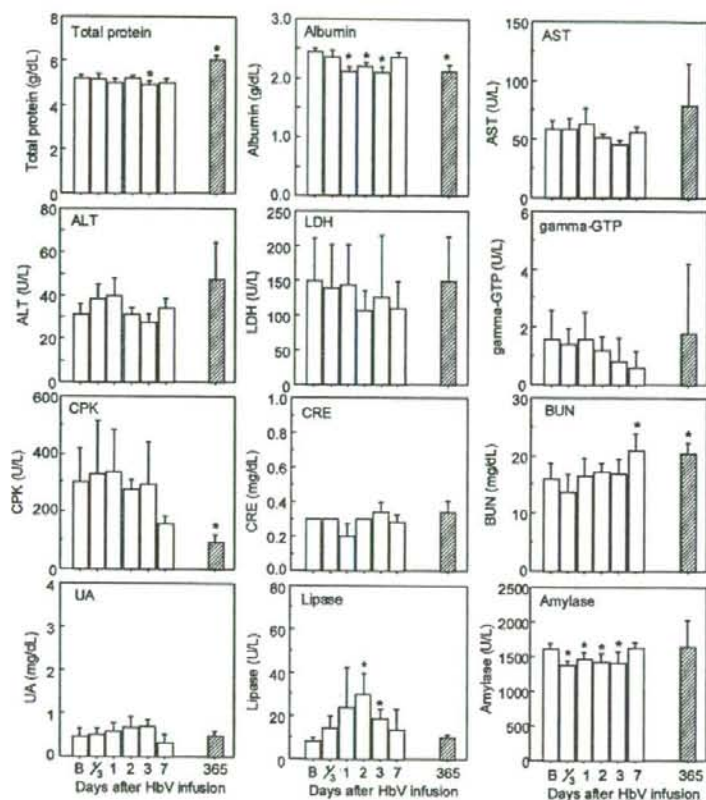 Total protein
Total protein (g/dL)
8
6
4
2
0
*
*
Albumin
Albumin (g/dL)
3.0
2.0
1.0
0.0
* * *
*
AST
AST (U/L)
150
100
50
0
ALT
ALT (U/L)
80
60
40
20
0
LDH
LDH (U/L)
300
250
200
150
100
50
0
gamma-GTP
gamma-GTP (U/L)
6
4
2
0
CPK
CPK (U/L)
600
400
200
0
*
CRE
CRE (mg/dL)
1.0
0.8
0.6
0.4
0.2
0.0
BUN
BUN (mg/dL)
30
20
10
0
*
*
UA
UA (mg/dL)
4
3
2
1
0
B ⅓ 1 2 3 7 365
Days after HbV infusion
Lipase
Lipase (U/L)
80
60
40
20
0
*
*
B ⅓ 1 2 3 7 365
Days after HbV infusion
Amylase
Amylase (U/L)
2500
2000
1500
1000
500
0
* * * *
B ⅓ 1 2 3 7 365
Days after HbV infusion